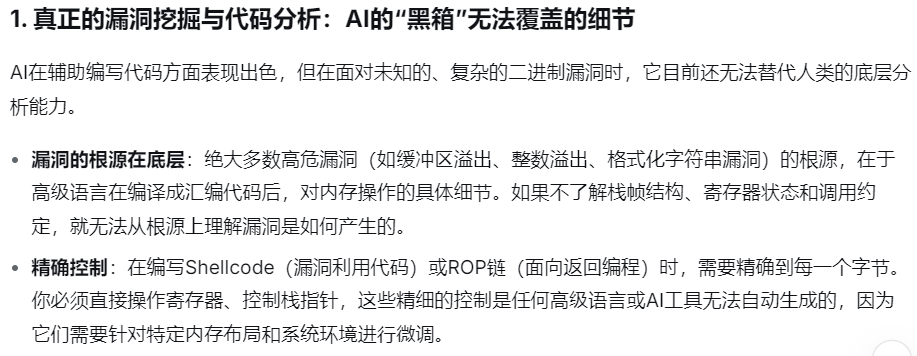 1. 真正的漏洞挖掘与代码分析：AI的“黑箱”无法覆盖的细节
AI在辅助编写代码方面表现出色，但在面对未知的、复杂的二进制漏洞时，它目前还无法替代人类的底层分
析能力。
• 漏洞的根源在底层：绝大多数高危漏洞（如缓冲区溢出、整数溢出、格式化字符串漏洞）的根源，在于
高级语言在编译成汇编代码后，对内存操作的具体细节。如果不了解栈帧结构、寄存器状态和调用约
定，就无法从根源上理解漏洞是如何产生的。
• 精确控制：在编写Shellcode（漏洞利用代码）或ROP链（面向返回编程）时，需要精确到每一个字节。
你必须直接操作寄存器、控制栈指针，这些精细的控制是任何高级语言或AI工具无法自动生成的，因为
它们需要针对特定内存布局和系统环境进行微调。